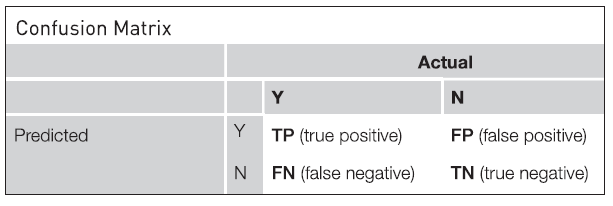 Confusion Matrix
Actual
Y N
Predicted Y TP (true positive) FP (false positive)
N FN (false negative) TN (true negative)